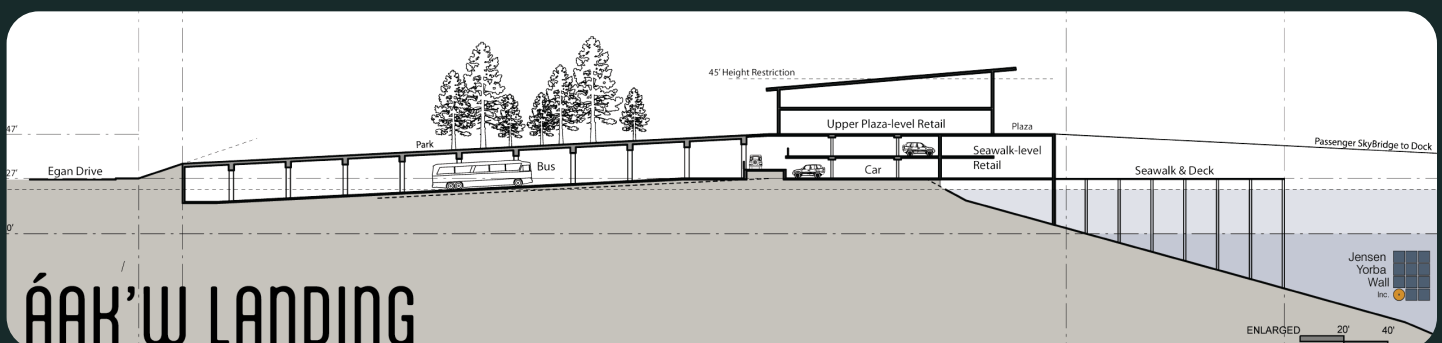 45' Height Restriction
47'
Upper Plaza-level Retail
Plaza
Park
Passenger SkyBridge to Dock
Bus
Seawalk-level
Retail
Car
Egan Drive
27'
Seawalk & Deck
0'
Jensen
Yorba
Wall
Inc.
ÁAK'W LANDING
ENLARGED 20' 40'